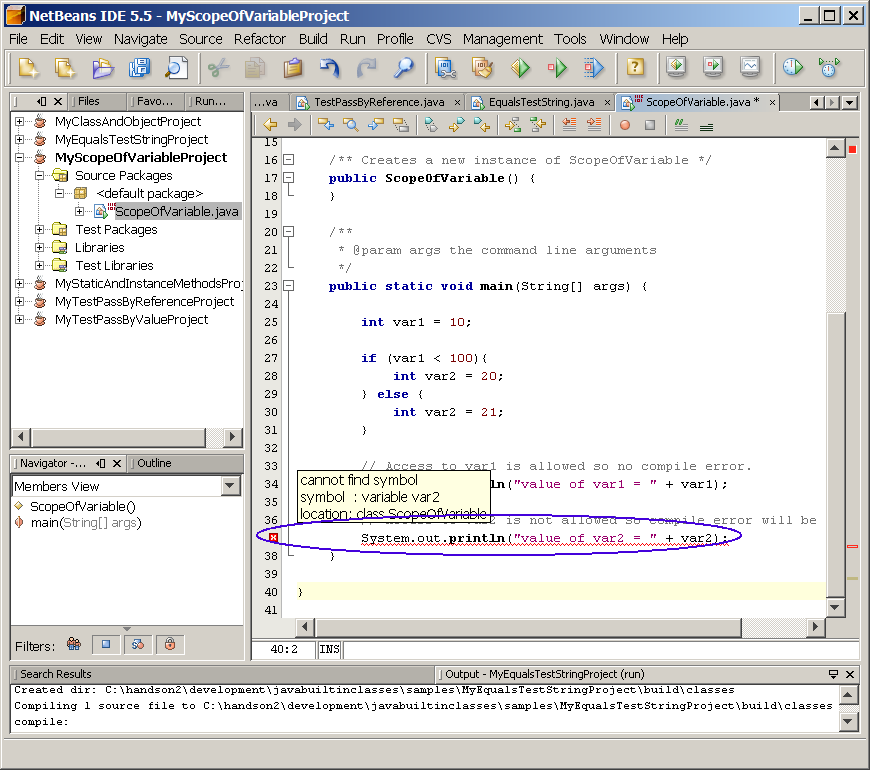 NetBeans IDE 5.5 - MyScopeOfVariableProject
File Edit View Navigate Source Refactor Build Run Profile CVS Management Tools Window Help
Files Favo... Run...
MyClassAndObjectProject
MyEqualsTestStringProject
MyScopeOfVariableProject
Source Packages
<default package>
ScopeOfVariable.java
Test Packages
Libraries
Test Libraries
MyStaticAndInstanceMethodsProj
MyTestPassByReferenceProject
MyTestPassByValueProject
Navigator -... Outline
Members View
ScopeOfVariable()
main(String[] args)
Filters:
...va TestPassByReference.java × EqualsTestString.java × ScopeOfVariable.java * ×
15
16 /** Creates a new instance of ScopeOfVariable */
17 public ScopeOfVariable() {
18 }
19
20 /**
21 * @param args the command line arguments
22 */
23 public static void main(String[] args) {
24
25 int var1 = 10;
26
27 if (var1 < 100){
28 int var2 = 20;
29 } else {
30 int var2 = 21;
31 }
32
33 // Access to var1 is allowed so no compile error.
34 ln("value of var1 = " + var1);
35
36 2 is not allowed so compile error will be
System.out.println("value of var2 = " + var2);
38 }
39
40 }
41
cannot find symbol
symbol : variable var2
location: class ScopeOfVariable
40:2 INS
Search Results
Output - MyEqualsTestStringProject (run)
Created dir: C:\handson2\development\javabuiltinclasses\samples\MyEqualsTestStringProject\build\classes
Compiling 1 source file to C:\handson2\development\javabuiltinclasses\samples\MyEqualsTestStringProject\build\classes
compile: